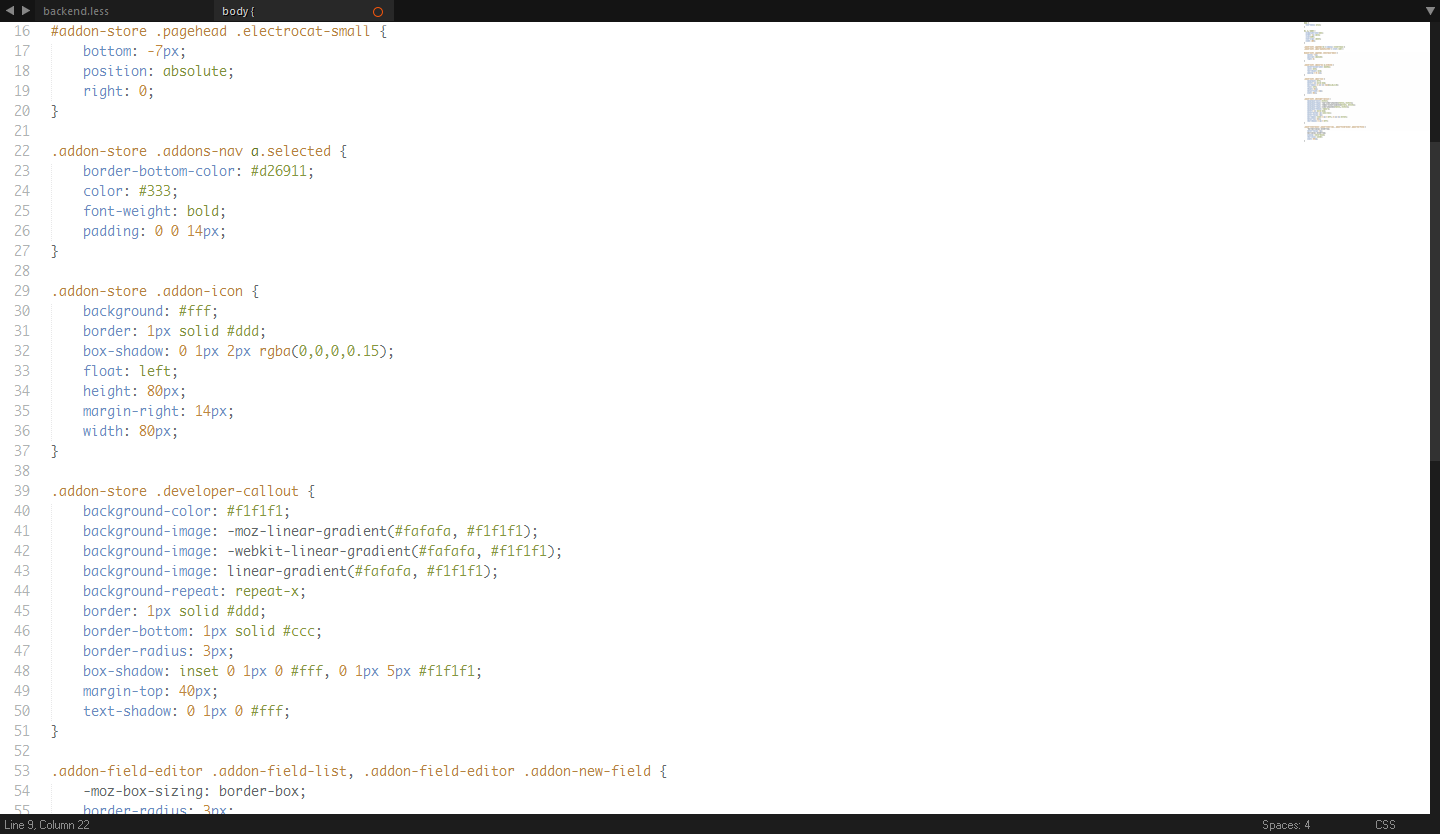 backend.less
body {
16 #addon-store .pagehead .electrocat-small {
17     bottom: -7px;
18     position: absolute;
19     right: 0;
20 }
21
22 .addon-store .addons-nav a.selected {
23     border-bottom-color: #d26911;
24     color: #333;
25     font-weight: bold;
26     padding: 0 0 14px;
27 }
28
29 .addon-store .addon-icon {
30     background: #fff;
31     border: 1px solid #ddd;
32     box-shadow: 0 1px 2px rgba(0,0,0,0.15);
33     float: left;
34     height: 80px;
35     margin-right: 14px;
36     width: 80px;
37 }
38
39 .addon-store .developer-callout {
40     background-color: #f1f1f1;
41     background-image: -moz-linear-gradient(#fafafa, #f1f1f1);
42     background-image: -webkit-linear-gradient(#fafafa, #f1f1f1);
43     background-image: linear-gradient(#fafafa, #f1f1f1);
44     background-repeat: repeat-x;
45     border: 1px solid #ddd;
46     border-bottom: 1px solid #ccc;
47     border-radius: 3px;
48     box-shadow: inset 0 1px 0 #fff, 0 1px 5px #f1f1f1;
49     margin-top: 40px;
50     text-shadow: 0 1px 0 #fff;
51 }
52
53 .addon-field-editor .addon-field-list, .addon-field-editor .addon-new-field {
54     -moz-box-sizing: border-box;
55     border-radius: 3px;
Line 9, Column 22
Spaces: 4
CSS